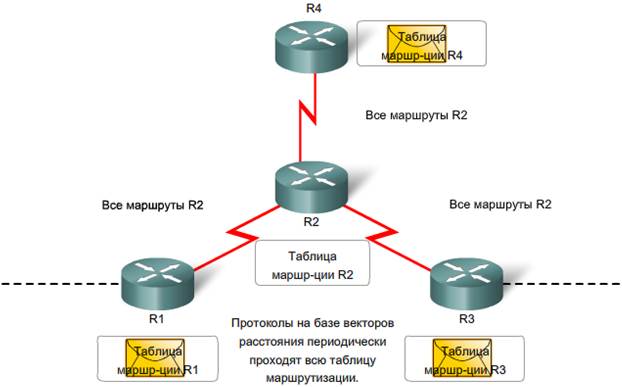 R4
Таблица
маршр-ции R4
Все маршруты R2
Все маршруты R2
R2
Все маршруты R2
Таблица
маршр-ции R2
R1
R3
Протоколы на базе векторов
расстояния периодически
проходят всю таблицу
маршрутизации.
Таблица
маршр-ции R1
Таблица
маршр-ции R3